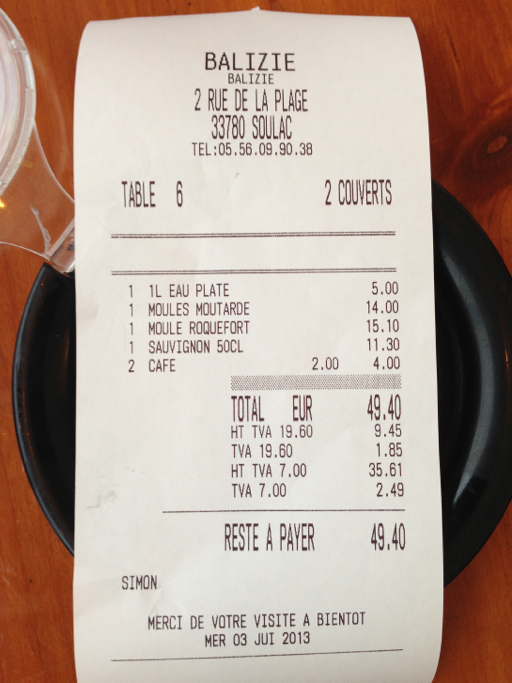 BALIZIE
BALIZIE
2 RUE DE LA PLAGE
33780 SOULAC
TEL:05.56.09.90.38
TABLE 6 2 COUVERTS
1 1L EAU PLATE 5.00
1 MOULES MOUTARDE 14.00
1 MOULE ROQUEFORT 15.10
1 SAUVIGNON 50CL 11.30
2 CAFE 2.00 4.00
TOTAL EUR 49.40
HT TVA 19.60 9.45
TVA 19.60 1.85
HT TVA 7.00 35.61
TVA 7.00 2.49
RESTE A PAYER 49.40
SIMON
MERCI DE VOTRE VISITE A BIENTOT
MER 03 JUI 2013